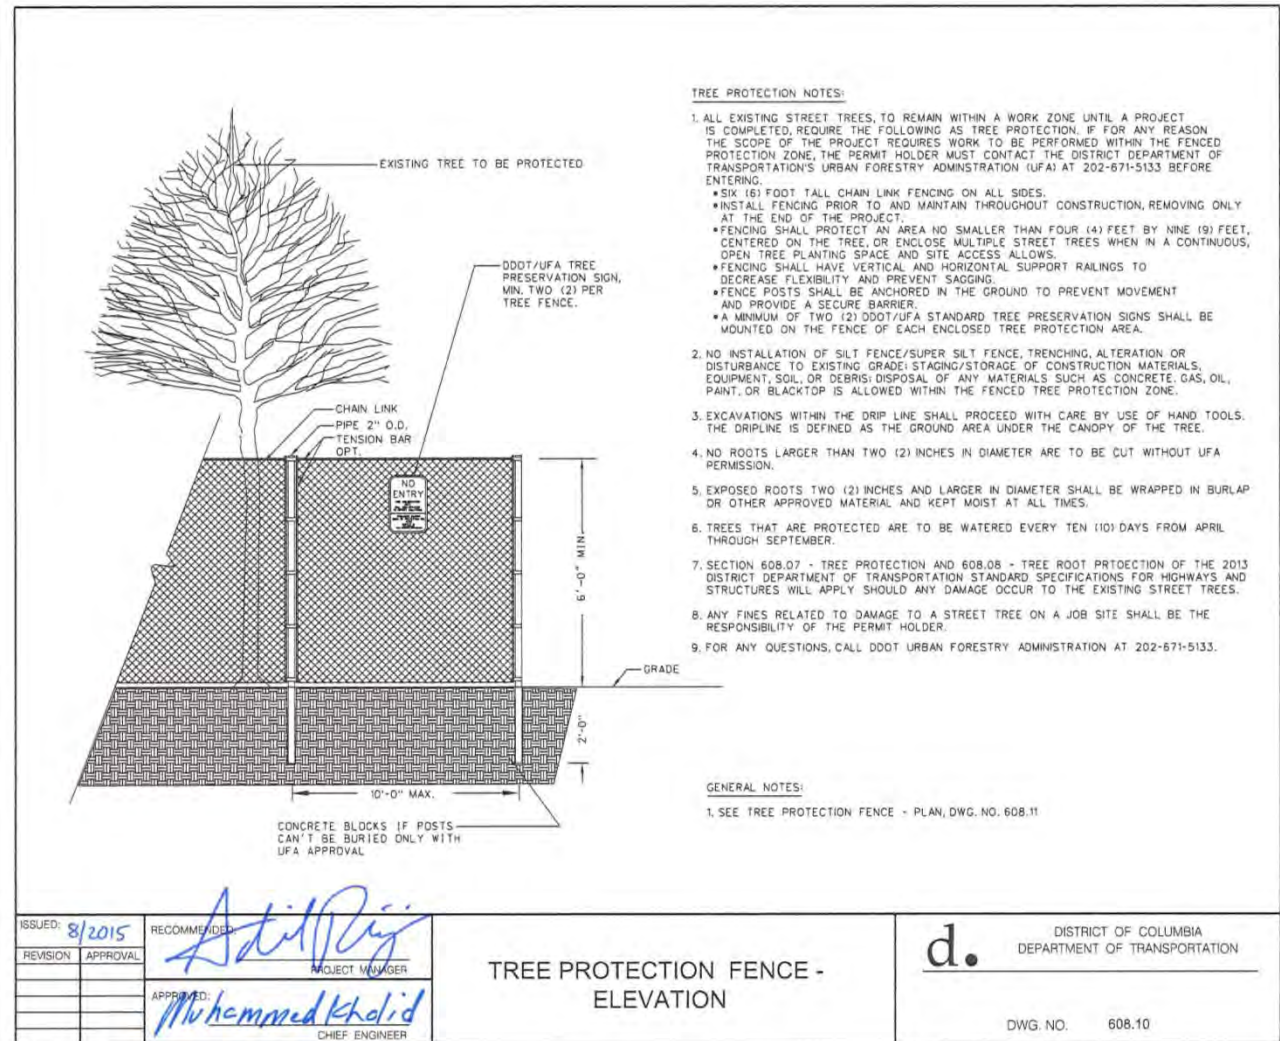 EXISTING TREE TO BE PROTECTED
DDOT/UFA TREE
PRESERVATION SIGN,
MIN. TWO (2) PER
TREE FENCE.
CHAIN LINK
PIPE 2" O.D.
TENSION BAR
OPT.
NO
ENTRY
6'-0" MIN.
GRADE
2'-0"
10'-0" MAX.
CONCRETE BLOCKS IF POSTS
CAN'T BE BURIED ONLY WITH
UFA APPROVAL
TREE PROTECTION NOTES:
1. ALL EXISTING STREET TREES, TO REMAIN WITHIN A WORK ZONE UNTIL A PROJECT
IS COMPLETED, REQUIRE THE FOLLOWING AS TREE PROTECTION. IF FOR ANY REASON
THE SCOPE OF THE PROJECT REQUIRES WORK TO BE PERFORMED WITHIN THE FENCED
PROTECTION ZONE, THE PERMIT HOLDER MUST CONTACT THE DISTRICT DEPARTMENT OF
TRANSPORTATION'S URBAN FORESTRY ADMINSTRATION (UFA) AT 202-671-5133 BEFORE
ENTERING.
• SIX (6) FOOT TALL CHAIN LINK FENCING ON ALL SIDES.
• INSTALL FENCING PRIOR TO AND MAINTAIN THROUGHOUT CONSTRUCTION, REMOVING ONLY
AT THE END OF THE PROJECT.
• FENCING SHALL PROTECT AN AREA NO SMALLER THAN FOUR (4) FEET BY NINE (9) FEET,
CENTERED ON THE TREE, OR ENCLOSE MULTIPLE STREET TREES WHEN IN A CONTINUOUS,
OPEN TREE PLANTING SPACE AND SITE ACCESS ALLOWS.
• FENCING SHALL HAVE VERTICAL AND HORIZONTAL SUPPORT RAILINGS TO
DECREASE FLEXIBILITY AND PREVENT SAGGING.
• FENCE POSTS SHALL BE ANCHORED IN THE GROUND TO PREVENT MOVEMENT
AND PROVIDE A SECURE BARRIER.
• A MINIMUM OF TWO (2) DDOT/UFA STANDARD TREE PRESERVATION SIGNS SHALL BE
MOUNTED ON THE FENCE OF EACH ENCLOSED TREE PROTECTION AREA.
2. NO INSTALLATION OF SILT FENCE/SUPER SILT FENCE, TRENCHING, ALTERATION OR
DISTURBANCE TO EXISTING GRADE; STAGING/STORAGE OF CONSTRUCTION MATERIALS,
EQUIPMENT, SOIL, OR DEBRIS; DISPOSAL OF ANY MATERIALS SUCH AS CONCRETE. GAS, OIL,
PAINT, OR BLACKTOP IS ALLOWED WITHIN THE FENCED TREE PROTECTION ZONE.
3. EXCAVATIONS WITHIN THE DRIP LINE SHALL PROCEED WITH CARE BY USE OF HAND TOOLS.
THE DRIPLINE IS DEFINED AS THE GROUND AREA UNDER THE CANOPY OF THE TREE.
4. NO ROOTS LARGER THAN TWO (2) INCHES IN DIAMETER ARE TO BE CUT WITHOUT UFA
PERMISSION.
5. EXPOSED ROOTS TWO (2) INCHES AND LARGER IN DIAMETER SHALL BE WRAPPED IN BURLAP
OR OTHER APPROVED MATERIAL AND KEPT MOIST AT ALL TIMES.
6. TREES THAT ARE PROTECTED ARE TO BE WATERED EVERY TEN (10) DAYS FROM APRIL
THROUGH SEPTEMBER.
7. SECTION 608.07 - TREE PROTECTION AND 608.08 - TREE ROOT PRTOECTION OF THE 2013
DISTRICT DEPARTMENT OF TRANSPORTATION STANDARD SPECIFICATIONS FOR HIGHWAYS AND
STRUCTURES WILL APPLY SHOULD ANY DAMAGE OCCUR TO THE EXISTING STREET TREES.
8. ANY FINES RELATED TO DAMAGE TO A STREET TREE ON A JOB SITE SHALL BE THE
RESPONSIBILITY OF THE PERMIT HOLDER.
9. FOR ANY QUESTIONS, CALL DDOT URBAN FORESTRY ADMINISTRATION AT 202-671-5133.
GENERAL NOTES:
1. SEE TREE PROTECTION FENCE - PLAN, DWG. NO. 608.11
ISSUED: 8/2015
REVISION APPROVAL
RECOMMENDED:
PROJECT MANAGER
APPROVED: Muhammed Khalid
CHIEF ENGINEER
TREE PROTECTION FENCE -
ELEVATION
d.
DISTRICT OF COLUMBIA
DEPARTMENT OF TRANSPORTATION
DWG. NO. 608.10